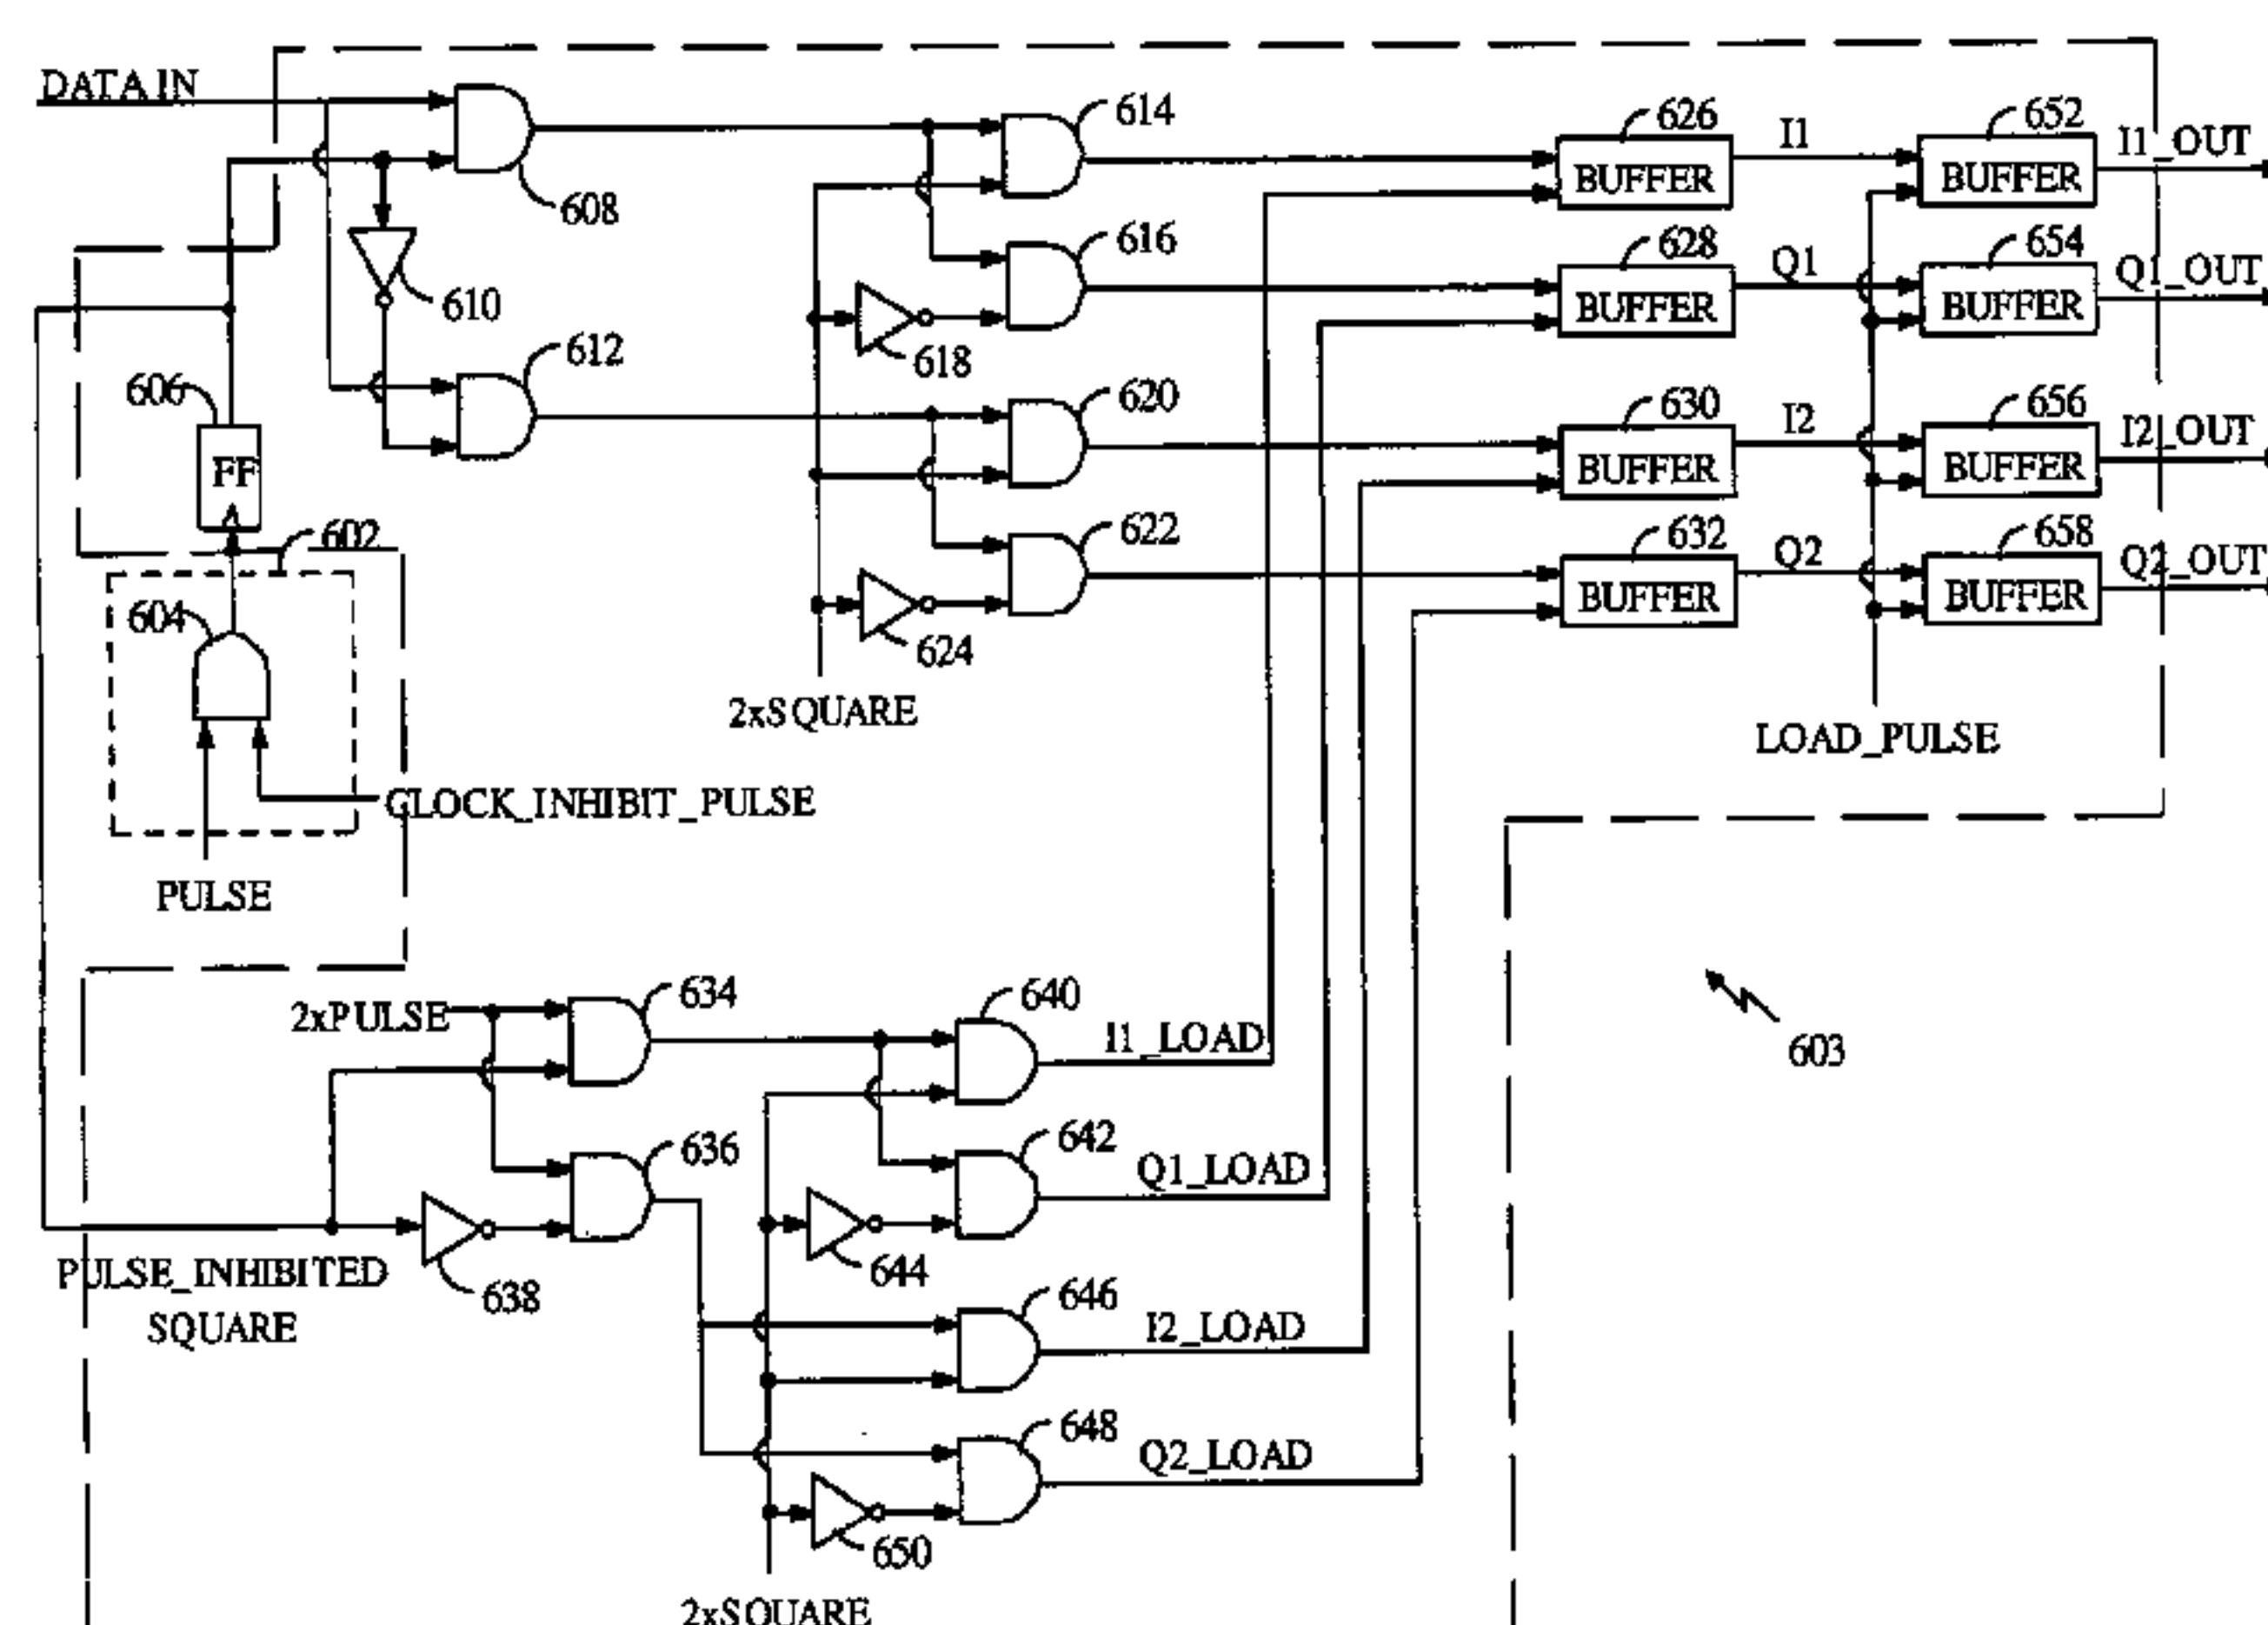 DATA IN
614
626
I1
652
I1_OUT
BUFFER
BUFFER
608
616
628
Q1
654
Q1_OUT
610
BUFFER
BUFFER
612
618
606
620
630
I2
656
I2_OUT
FF
BUFFER
BUFFER
602
622
632
Q2
658
Q2_OUT
604
BUFFER
BUFFER
624
2xSQUARE
LOAD_PULSE
CLOCK_INHIBIT_PULSE
PULSE
634
640
2xPULSE
I1_LOAD
603
636
642
Q1_LOAD
PULSE_INHIBITED
SQUARE
638
644
646
I2_LOAD
648
Q2_LOAD
650
2xSQUARE